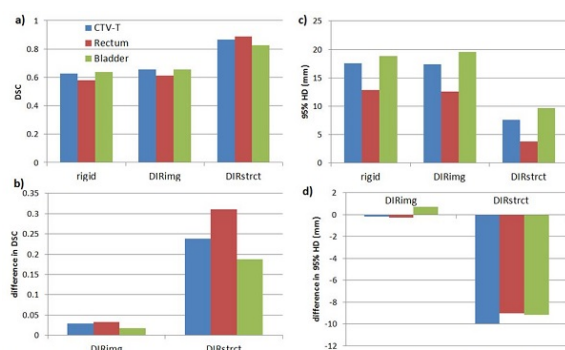 a)
1
0.8
0.6
0.4
0.2
0
DSC
CTV-T
Rectum
Bladder
rigid DIRimg DIRstrct
c)
25
20
15
10
5
0
95% HD (mm)
rigid DIRimg DIRstrct
b)
0.35
0.3
0.25
0.2
0.15
0.1
0.05
0
difference in DSC
DIRimg DIRstrct
d)
2
0
-2
-4
-6
-8
-10
-12
difference in 95% HD (mm)
DIRimg DIRstrct